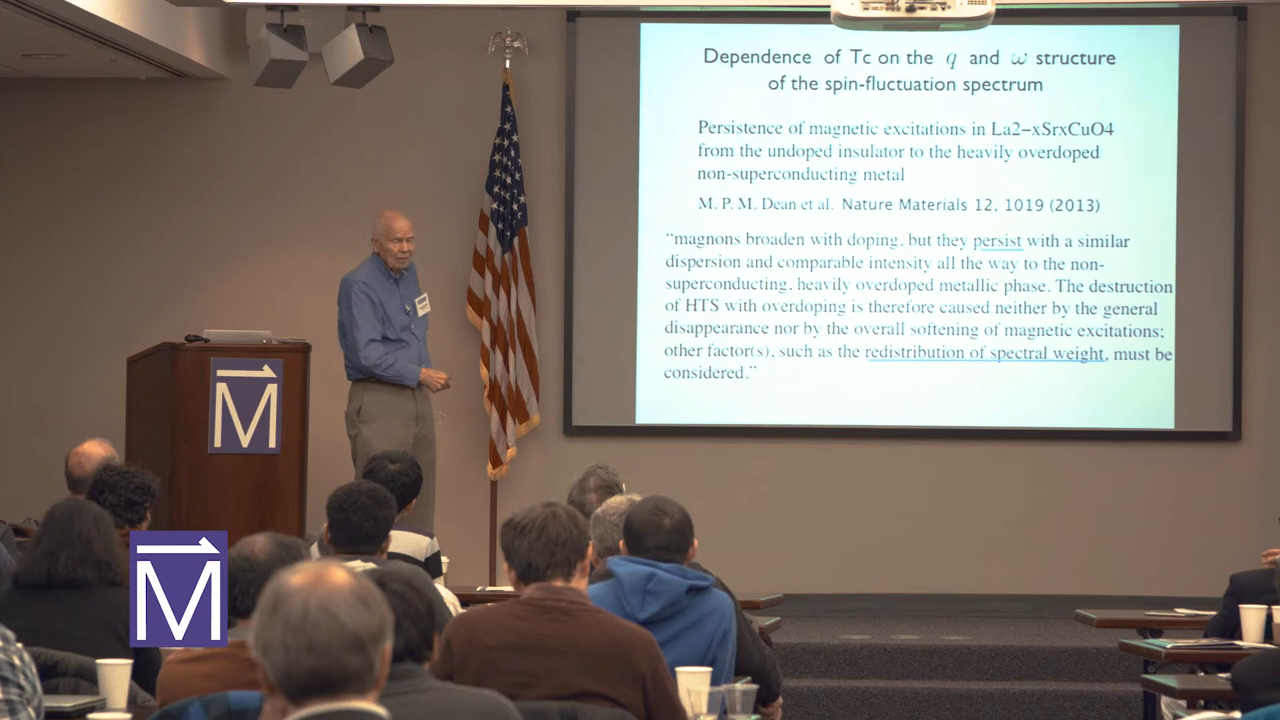 Dependence of Tc on the q and ω structure
of the spin-fluctuation spectrum
Persistence of magnetic excitations in La2−xSrxCuO4
from the undoped insulator to the heavily overdoped
non-superconducting metal
M. P. M. Dean et al. Nature Materials 12, 1019 (2013)
“magnons broaden with doping, but they persist with a similar
dispersion and comparable intensity all the way to the non-
superconducting, heavily overdoped metallic phase. The destruction
of HTS with overdoping is therefore caused neither by the general
disappearance nor by the overall softening of magnetic excitations;
other factor(s), such as the redistribution of spectral weight, must be
considered.”
M
M